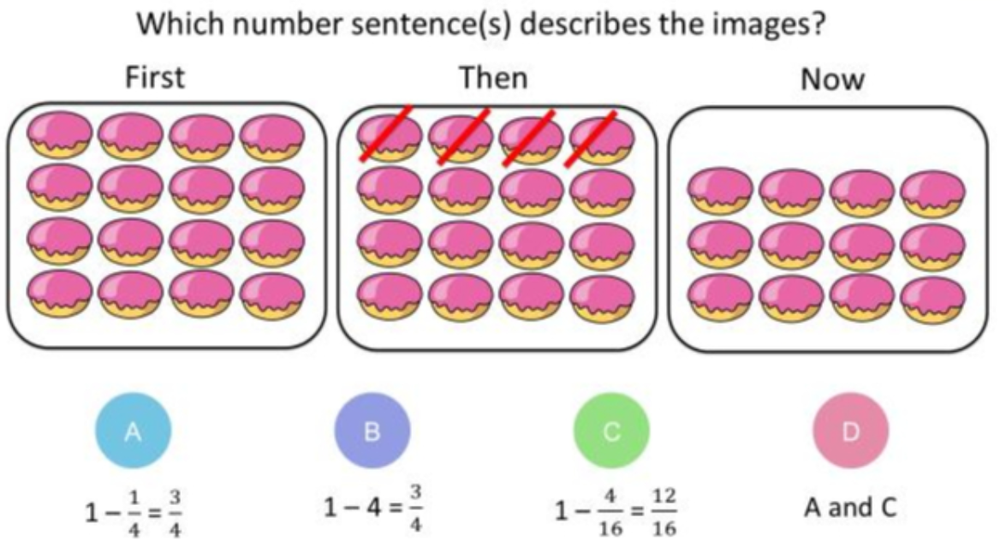 Which number sentence(s) describes the images?
First Then Now
A B C D
1 − 1/4 = 3/4 1 − 4 = 3/4 1 − 4/16 = 12/16 A and C